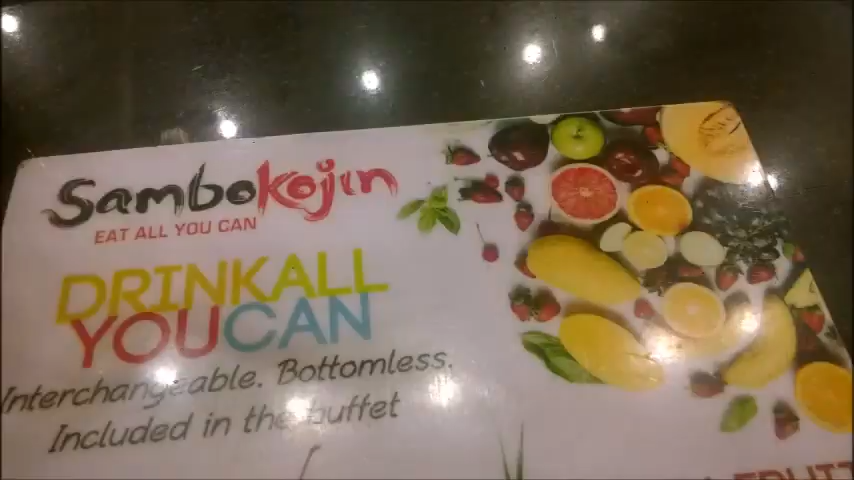 SamboKojin
EAT ALL YOU CAN
DRINKALL
YOUCAN
Interchangeable. Bottomless.
Included in the buffet